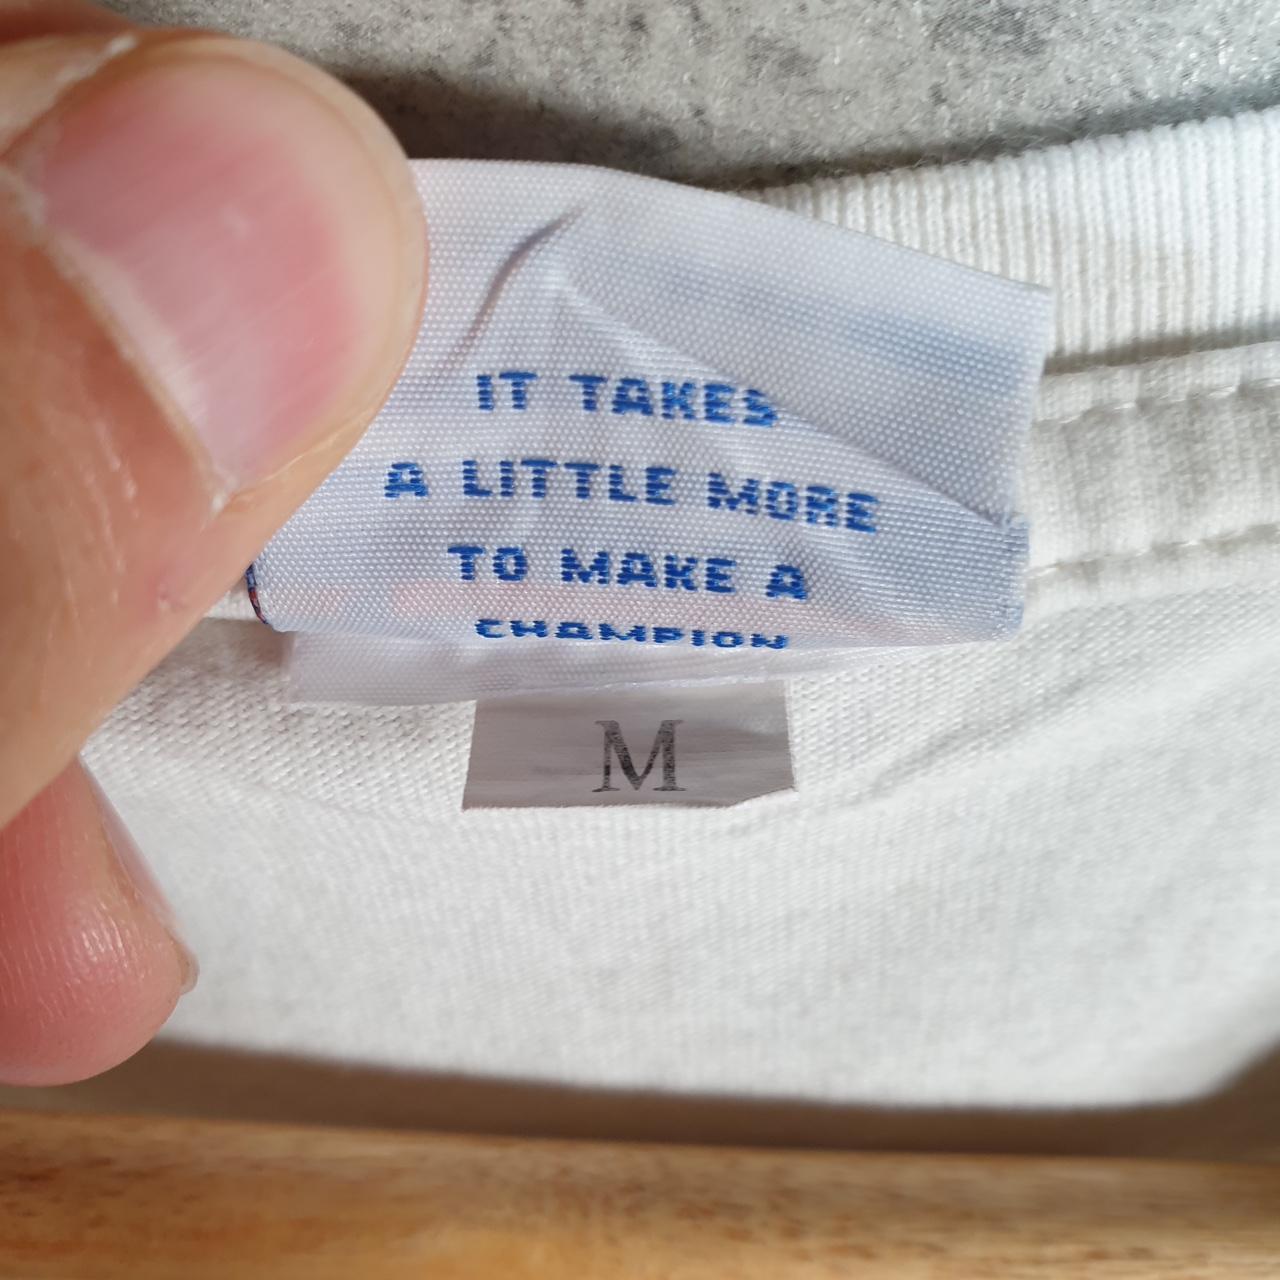 IT TAKES
A LITTLE MORE
TO MAKE A
CHAMPION
M